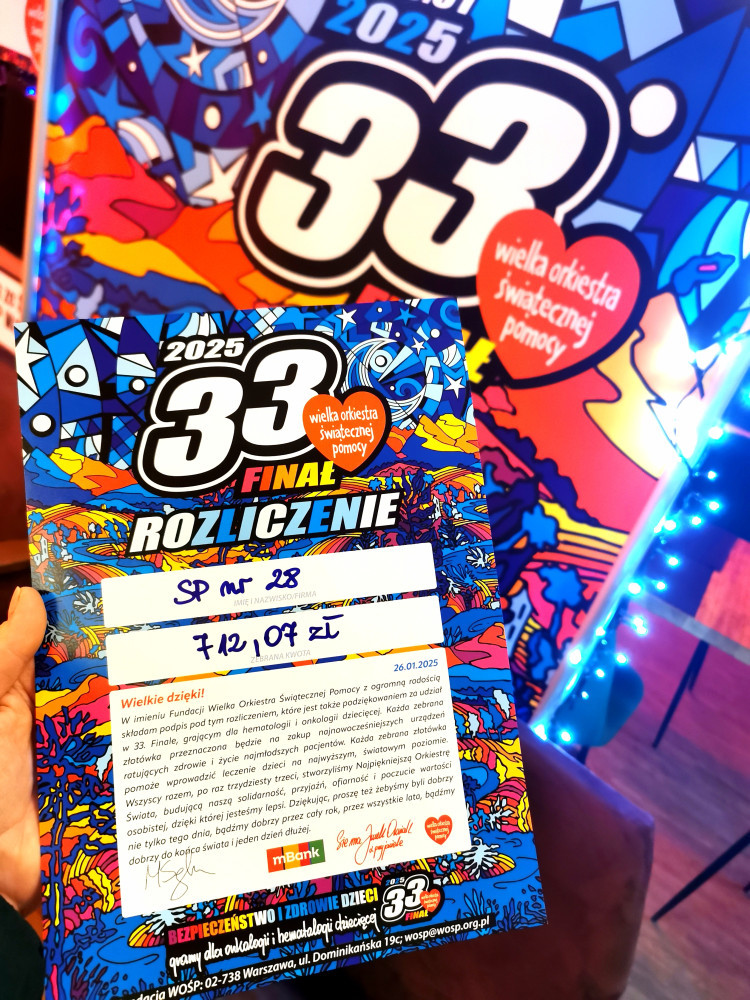 2025
33
wielka orkiestra
świątecznej
pomocy
2025
33
wielka orkiestra
świątecznej
pomocy
FINAŁ
ROZLICZENIE
SP nr 28
IMIĘ I NAZWISKO/FIRMA
712,07 zł
ZEBRANA KWOTA
26.01.2025
Wielkie dzięki!
W imieniu Fundacji Wielka Orkiestra Świątecznej Pomocy z ogromną radością
składam podpis pod tym rozliczeniem, które jest także podziękowaniem za udział
w 33. Finale, grającym dla hematologii i onkologii dziecięcej. Każda zebrana
złotówka przeznaczona będzie na zakup najnowocześniejszych urządzeń
ratujących zdrowie i życie najmłodszych pacjentów. Każda zebrana złotówka
pomoże wprowadzić leczenie dzieci na najwyższym, światowym poziomie.
Wszyscy razem, po raz trzydziesty trzeci, stworzyliśmy Najpiękniejszą Orkiestrę
Świata, budującą naszą solidarność, przyjaźń, ofiarność i poczucie wartości
osobistej, dzięki której jesteśmy lepsi. Dziękując, proszę też żebyśmy byli dobrzy
nie tylko tego dnia, bądźmy dobrzy przez cały rok, przez wszystkie lata, bądźmy
dobrzy do końca świata i jeden dzień dłużej.
mBank
wielka orkiestra
świątecznej
pomocy
BEZPIECZEŃSTWO I ZDROWIE DZIECI
gramy dla onkologii i hematologii dziecięcej
2025
33
FINAŁ
WOŚP: 02-738 Warszawa, ul. Dominikańska 19c; wosp@wosp.org.pl